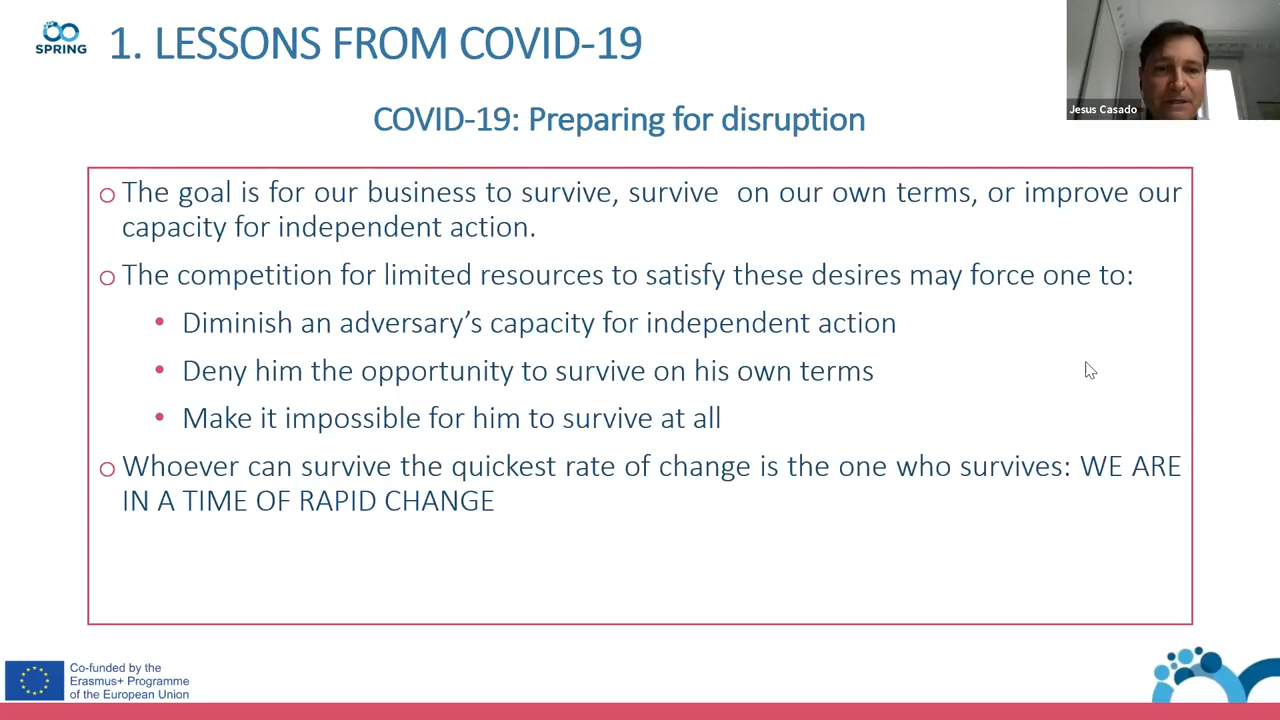 SPRING
1. LESSONS FROM COVID-19
Jesus Casado
COVID-19: Preparing for disruption
The goal is for our business to survive, survive on our own terms, or improve our
capacity for independent action.
The competition for limited resources to satisfy these desires may force one to:
Diminish an adversary’s capacity for independent action
Deny him the opportunity to survive on his own terms
Make it impossible for him to survive at all
Whoever can survive the quickest rate of change is the one who survives: WE ARE
IN A TIME OF RAPID CHANGE
Co-funded by the
Erasmus+ Programme
of the European Union